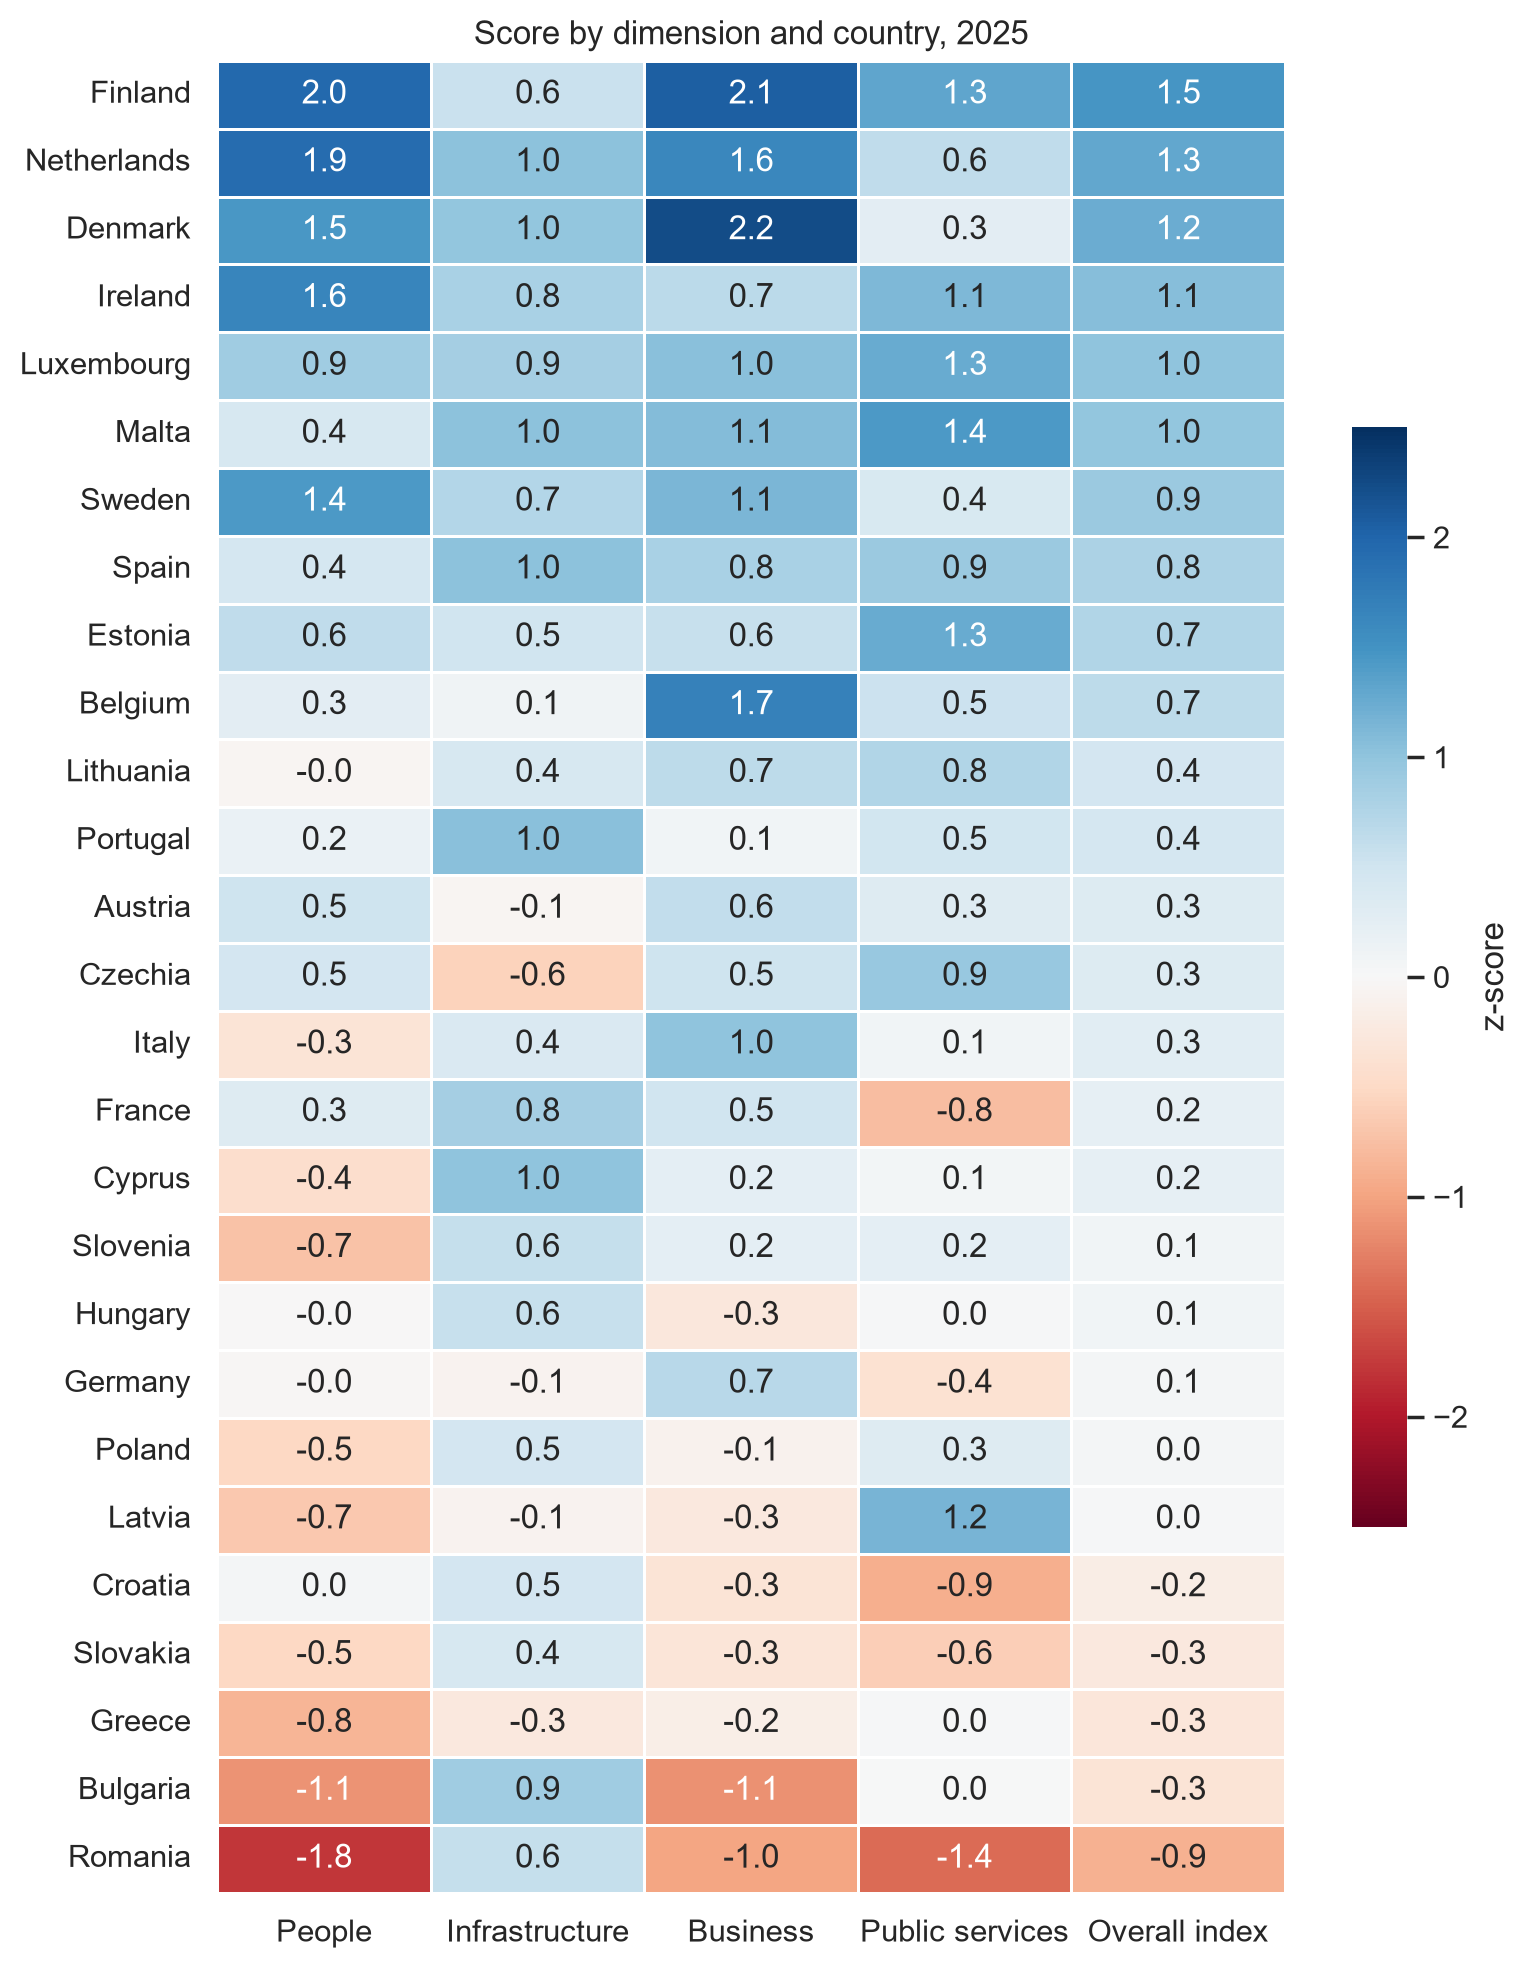 Score by dimension and country, 2025
Finland 2.0 0.6 2.1 1.3 1.5
Netherlands 1.9 1.0 1.6 0.6 1.3
Denmark 1.5 1.0 2.2 0.3 1.2
Ireland 1.6 0.8 0.7 1.1 1.1
Luxembourg 0.9 0.9 1.0 1.3 1.0
Malta 0.4 1.0 1.1 1.4 1.0
Sweden 1.4 0.7 1.1 0.4 0.9
Spain 0.4 1.0 0.8 0.9 0.8
Estonia 0.6 0.5 0.6 1.3 0.7
Belgium 0.3 0.1 1.7 0.5 0.7
Lithuania -0.0 0.4 0.7 0.8 0.4
Portugal 0.2 1.0 0.1 0.5 0.4
Austria 0.5 -0.1 0.6 0.3 0.3
Czechia 0.5 -0.6 0.5 0.9 0.3
Italy -0.3 0.4 1.0 0.1 0.3
France 0.3 0.8 0.5 -0.8 0.2
Cyprus -0.4 1.0 0.2 0.1 0.2
Slovenia -0.7 0.6 0.2 0.2 0.1
Hungary -0.0 0.6 -0.3 0.0 0.1
Germany -0.0 -0.1 0.7 -0.4 0.1
Poland -0.5 0.5 -0.1 0.3 0.0
Latvia -0.7 -0.1 -0.3 1.2 0.0
Croatia 0.0 0.5 -0.3 -0.9 -0.2
Slovakia -0.5 0.4 -0.3 -0.6 -0.3
Greece -0.8 -0.3 -0.2 0.0 -0.3
Bulgaria -1.1 0.9 -1.1 0.0 -0.3
Romania -1.8 0.6 -1.0 -1.4 -0.9
People Infrastructure Business Public services Overall index
2
1
0
−1
−2
z-score